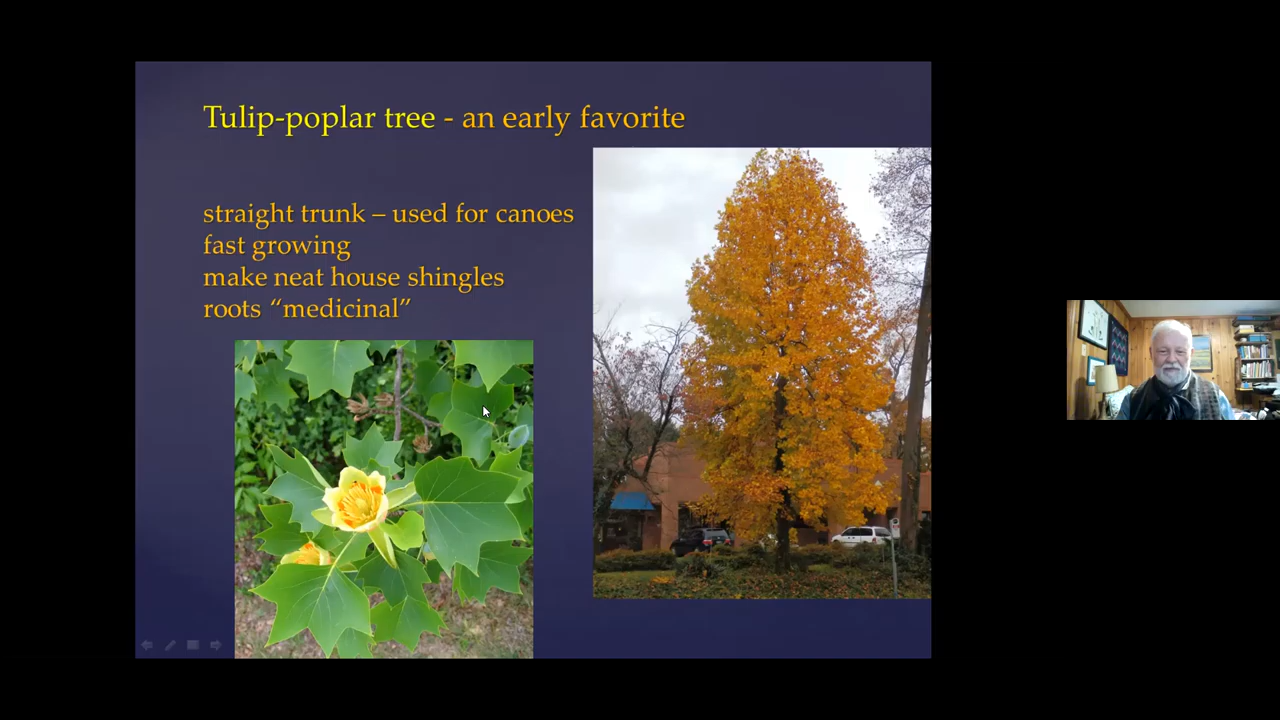 Tulip-poplar tree - an early favorite
straight trunk – used for canoes
fast growing
make neat house shingles
roots “medicinal”